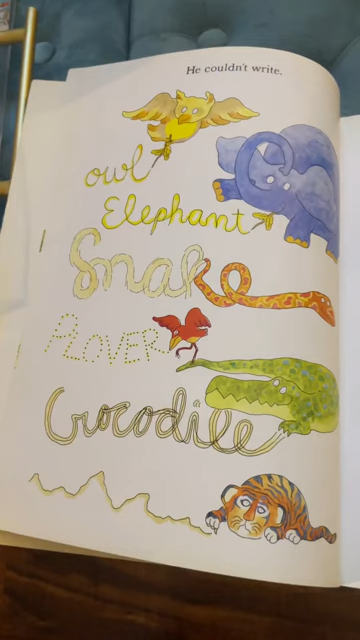 He couldn't write.
owl
Elephant
Snake
PLOVER
Crocodile